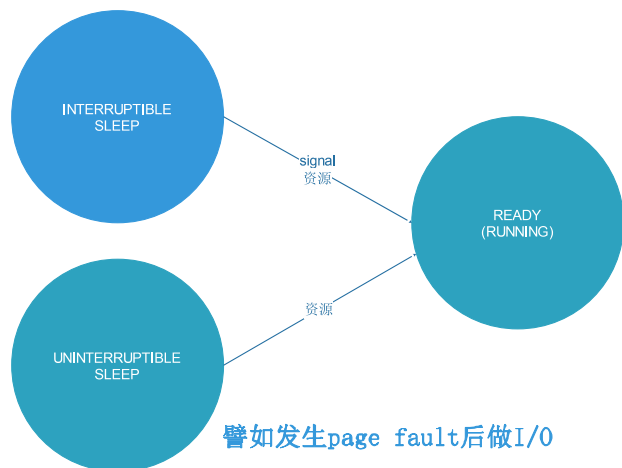 INTERRUPTIBLE
SLEEP
signal
资源
READY
(RUNNING)
资源
UNINTERRUPTIBLE
SLEEP
譬如发生page fault后做I/O